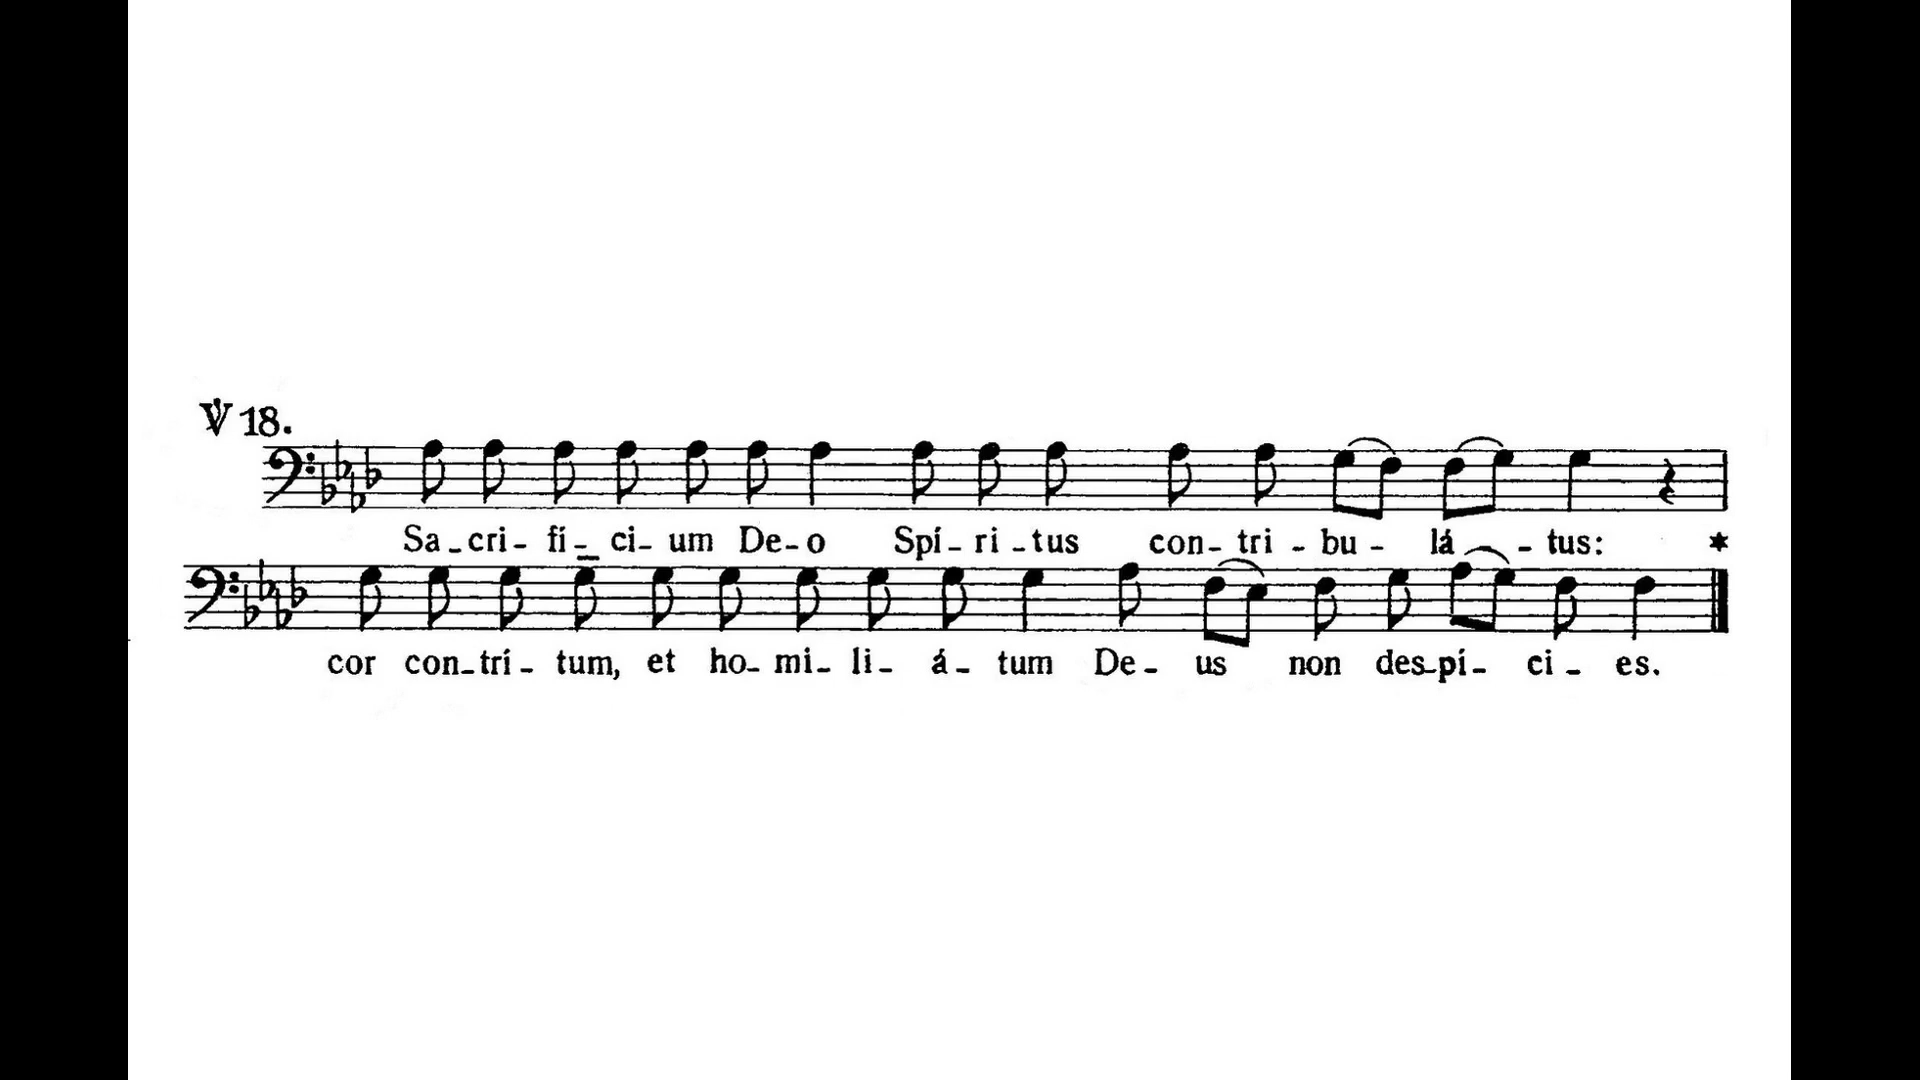 ℣ 18.
Sa-cri-fí-ci-um De-o Spí-ri-tus con-tri-bu-lá-tus: *
cor con-trí-tum, et ho-mi-li-á-tum De-us non des-pí-ci-es.